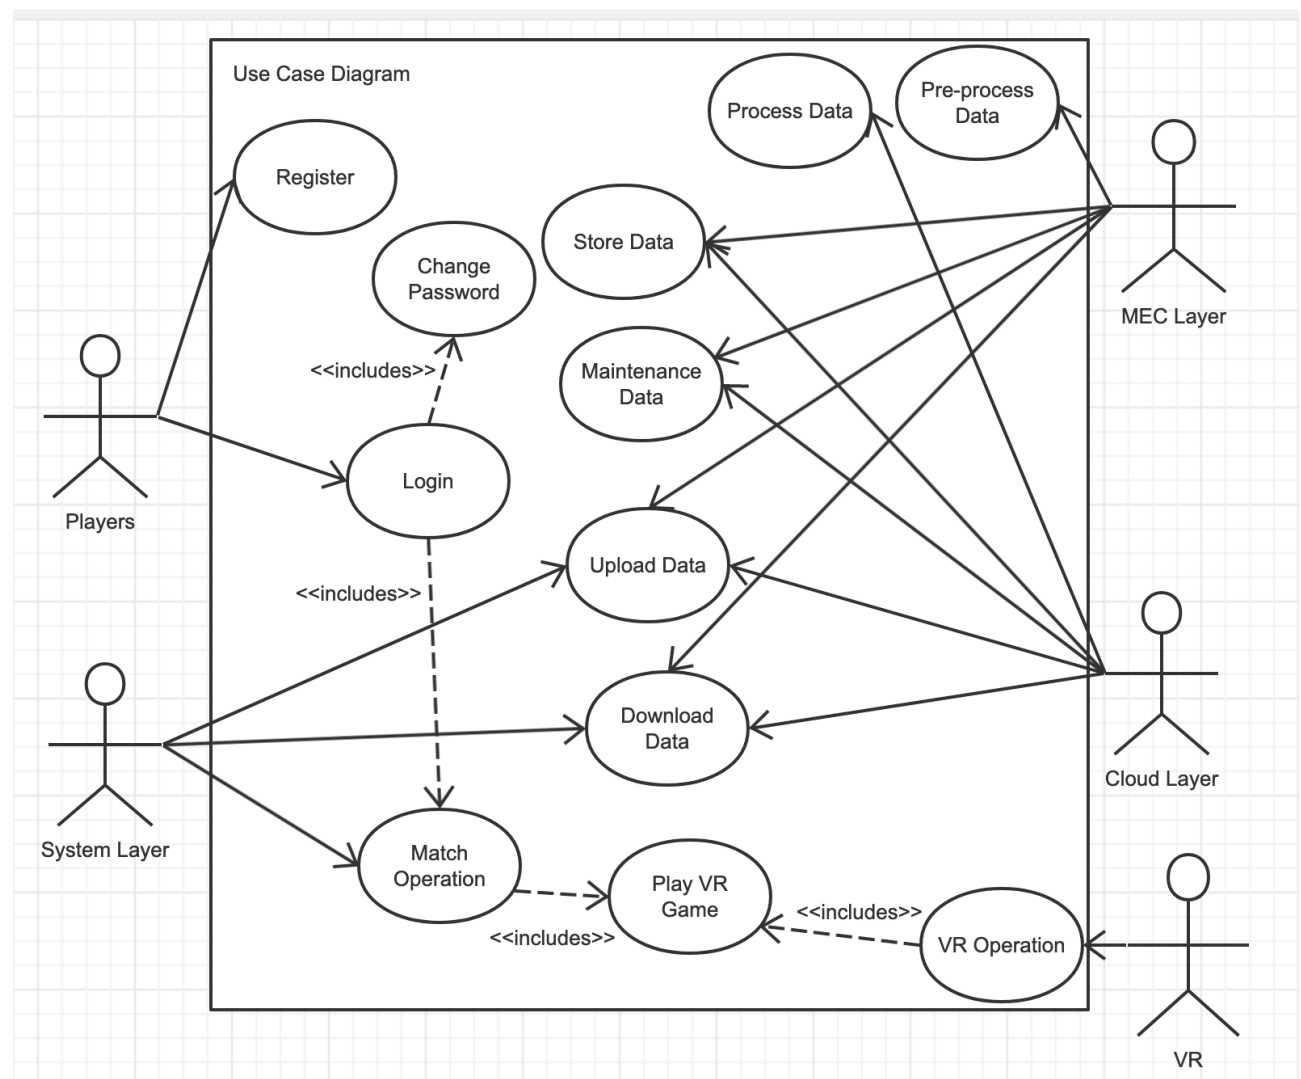 Use Case Diagram
Process Data
Pre-process
Data
Register
Store Data
Change
Password
MEC Layer
<<includes>>
Maintenance
Data
Login
Players
Upload Data
<<includes>>
Download
Data
Cloud Layer
System Layer
Match
Operation
Play VR
Game
<<includes>>
<<includes>>
VR Operation
VR